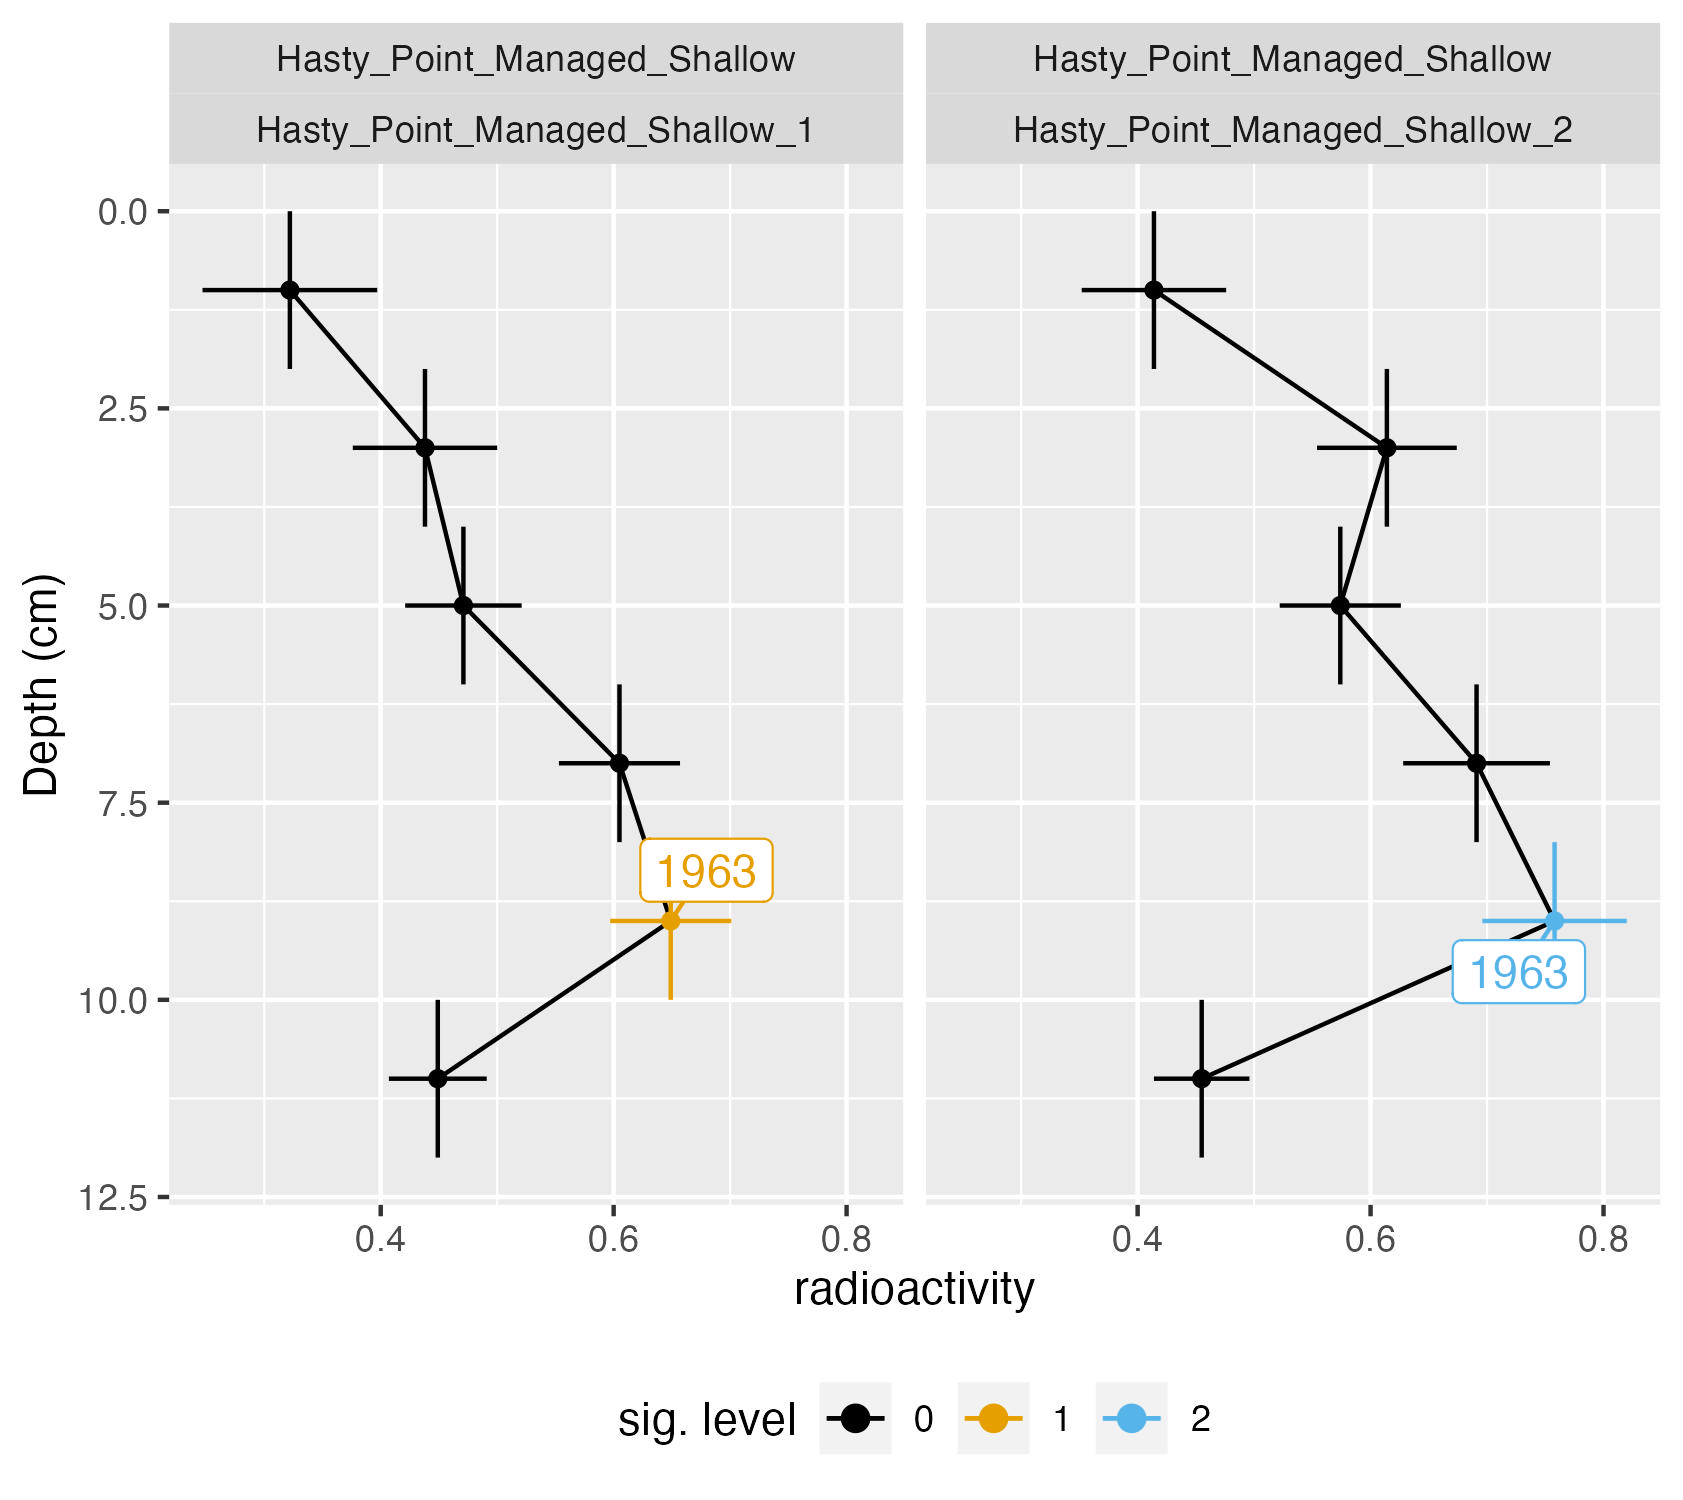 Hasty_Point_Managed_Shallow
Hasty_Point_Managed_Shallow
Hasty_Point_Managed_Shallow_1
Hasty_Point_Managed_Shallow_2
Depth (cm)
0.0
2.5
5.0
7.5
10.0
12.5
1963
1963
0.4
0.6
0.8
0.4
0.6
0.8
radioactivity
sig. level
0
1
2